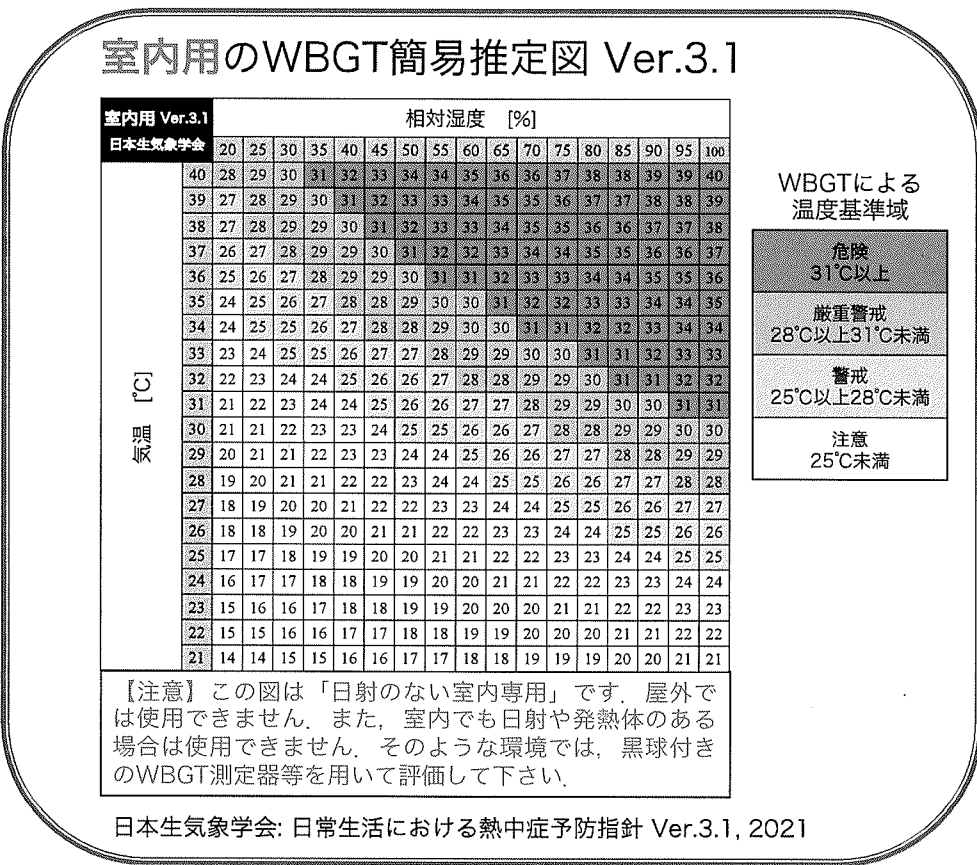 室内用のWBGT簡易推定図 Ver.3.1
室内用 Ver.3.1
日本生気象学会
相対湿度 [%]
20 25 30 35 40 45 50 55 60 65 70 75 80 85 90 95 100
気温 [℃]
40 28 29 30 31 32 33 34 34 35 36 36 37 38 38 39 39 40
39 27 28 29 30 31 32 33 33 34 35 35 36 37 37 38 38 39
38 27 28 29 29 30 31 32 33 33 34 35 35 36 36 37 37 38
37 26 27 28 29 29 30 31 32 32 33 34 34 35 35 36 36 37
36 25 26 27 28 29 29 30 31 31 32 33 33 34 34 35 35 36
35 24 25 26 27 28 28 29 30 30 31 32 32 33 33 34 34 35
34 24 25 25 26 27 28 28 29 30 30 31 31 32 32 33 34 34
33 23 24 25 25 26 27 27 28 29 29 30 30 31 31 32 33 33
32 22 23 24 24 25 26 26 27 28 28 29 29 30 31 31 32 32
31 21 22 23 24 24 25 26 26 27 27 28 29 29 30 30 31 31
30 21 21 22 23 23 24 25 25 26 26 27 28 28 29 29 30 30
29 20 21 21 22 23 23 24 24 25 26 26 27 27 28 28 29 29
28 19 20 21 21 22 22 23 24 24 25 25 26 26 27 27 28 28
27 18 19 20 20 21 22 22 23 23 24 24 25 25 26 26 27 27
26 18 18 19 20 20 21 21 22 22 23 23 24 24 25 25 26 26
25 17 17 18 19 19 20 20 21 21 22 22 23 23 24 24 25 25
24 16 17 17 18 18 19 19 20 20 21 21 22 22 23 23 24 24
23 15 16 16 17 18 18 19 19 20 20 20 21 21 22 22 23 23
22 15 15 16 16 17 17 18 18 19 19 20 20 20 21 21 22 22
21 14 14 15 15 16 16 17 17 18 18 19 19 19 20 20 21 21
WBGTによる
温度基準域
危険
31℃以上
厳重警戒
28℃以上31℃未満
警戒
25℃以上28℃未満
注意
25℃未満
【注意】この図は「日射のない室内専用」です．屋外で
は使用できません．また，室内でも日射や発熱体のある
場合は使用できません．そのような環境では，黒球付き
のWBGT測定器等を用いて評価して下さい．
日本生気象学会: 日常生活における熱中症予防指針 Ver.3.1, 2021